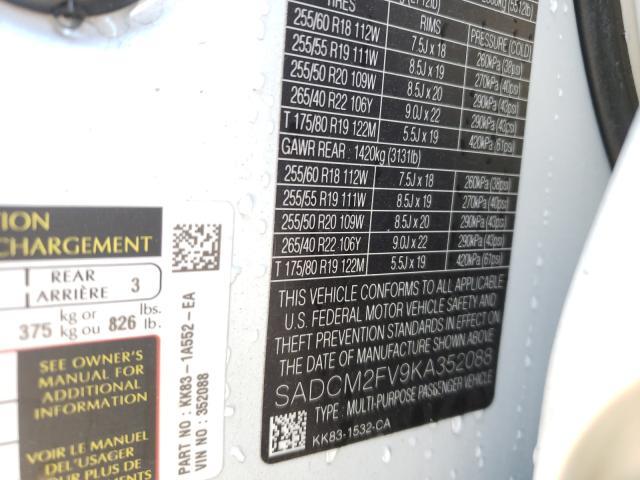 TION
CHARGEMENT
REAR
ARRIÈRE 3
375 kg or 826 lbs.
kg ou lb.
SEE OWNER'S
MANUAL FOR
ADDITIONAL
VOIR LE MANUEL
DEL'USAGER
POUR PLUS DE
PART NO : KK83-1A552-EA
VIN : 352088
TIRES RIMS PRESSURE (COLD)
255/60 R18 112W 7.5J x 18 260kPa (38psi)
255/55 R19 111W 8.5J x 19 270kPa (40psi)
255/50 R20 109W 8.5J x 20 290kPa (43psi)
265/40 R22 106Y 9.0J x 22 290kPa (43psi)
T 175/80 R19 122M 5.5J x 19 420kPa (61psi)
GAWR REAR : 1420kg (3131lb)
255/60 R18 112W 7.5J x 18 260kPa (38psi)
255/55 R19 111W 8.5J x 19 270kPa (40psi)
255/50 R20 109W 8.5J x 20 290kPa (43psi)
265/40 R22 106Y 9.0J x 22 290kPa (43psi)
T 175/80 R19 122M 5.5J x 19 420kPa (61psi)
THIS VEHICLE CONFORMS TO ALL APPLICABLE
U.S. FEDERAL MOTOR VEHICLE SAFETY AND
THEFT PREVENTION STANDARDS IN EFFECT ON
THE DATE OF MANUFACTURE SHOWN ABOVE.
SADCM2FV9KA352088
TYPE : MULTI-PURPOSE PASSENGER VEHICLE
KK83-1532-CA